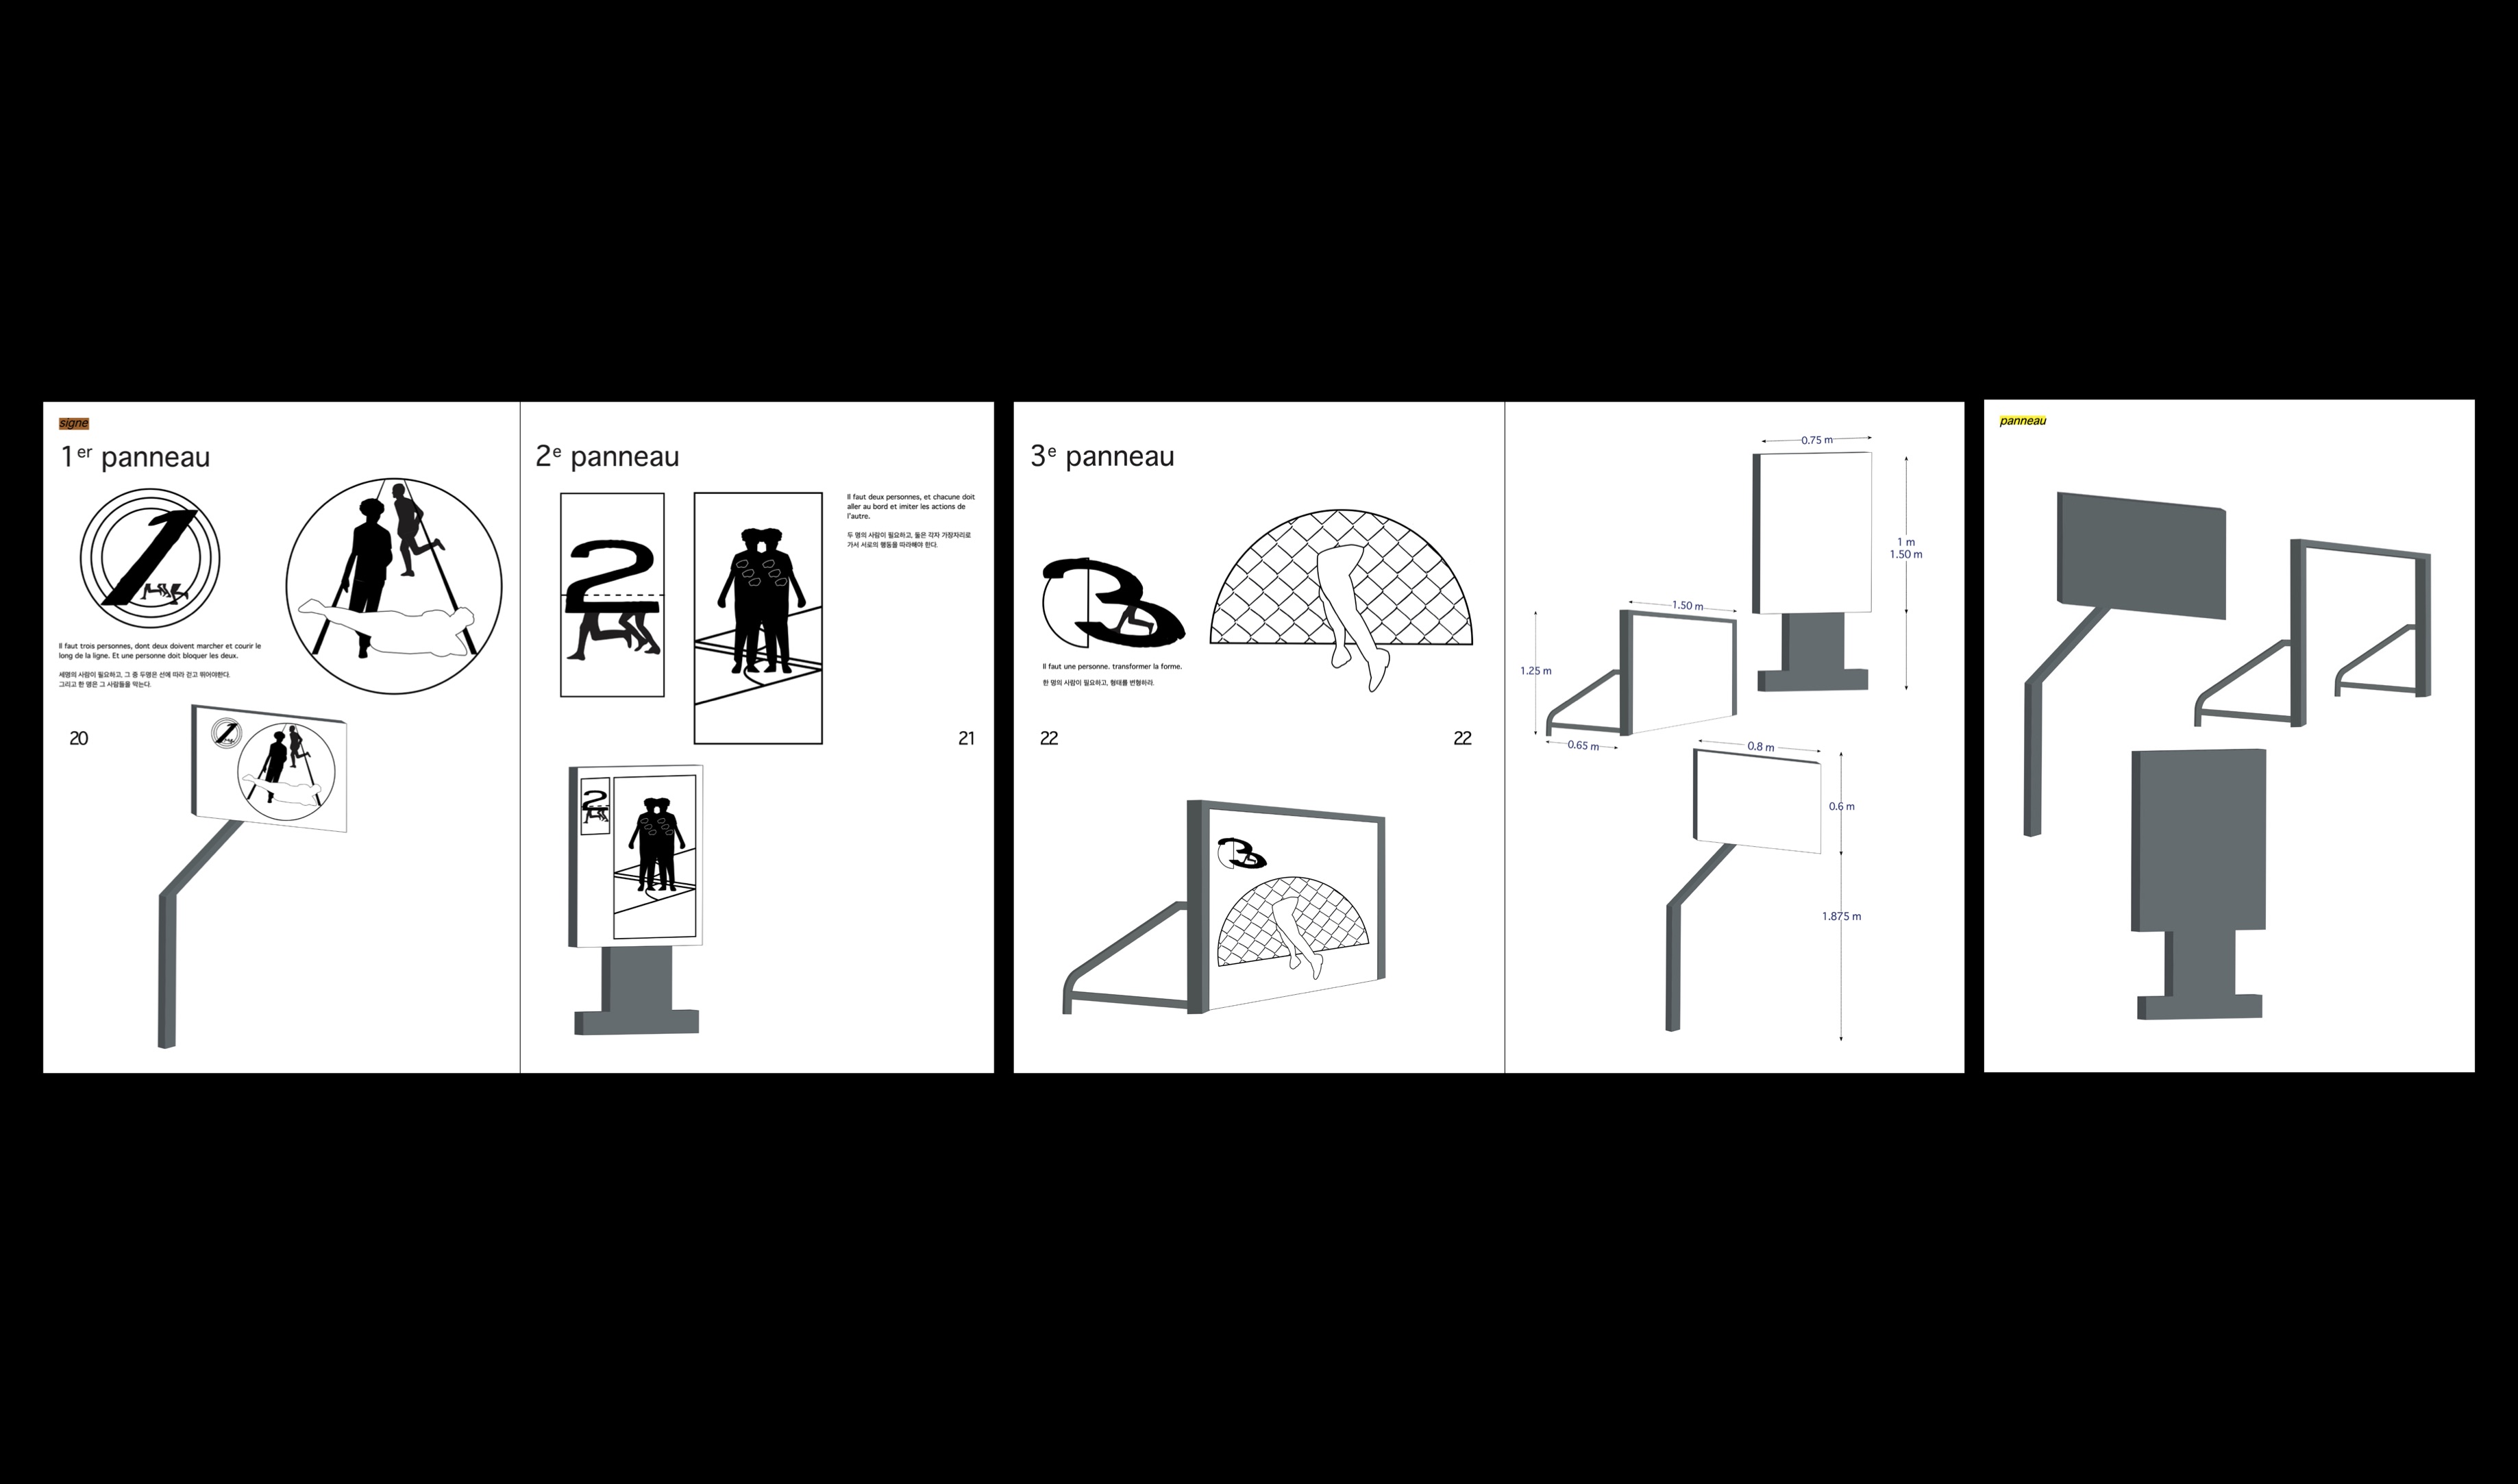 signe
1er panneau
1
Il faut trois personnes, dont deux doivent marcher et courir le
long de la ligne. Et une personne doit bloquer les deux.
세명의 사람이 필요하고, 그 중 두명은 선에 따라 걷고 뛰어야한다.
그리고 한 명은 그 사람들을 막는다.
20
1
2e panneau
2
Il faut deux personnes, et chacune doit
aller au bord et imiter les actions de
l'autre.
두 명의 사람이 필요하고, 둘은 각자 가장자리로
가서 서로의 행동을 따라해야 한다.
21
2
3e panneau
3
Il faut une personne. transformer la forme.
한 명의 사람이 필요하고, 형태를 변형하라.
22
22
3
0.75 m
1 m
1.50 m
1.50 m
1.25 m
0.65 m
0.8 m
0.6 m
1.875 m
panneau